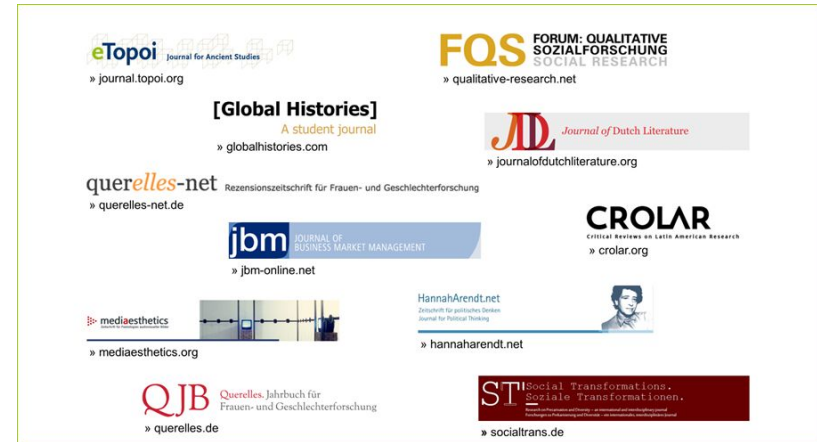 eTopoi Journal for Ancient Studies
» journal.topoi.org
FQS FORUM: QUALITATIVE
SOZIALFORSCHUNG
SOCIAL RESEARCH
» qualitative-research.net
[Global Histories]
A student journal
» globalhistories.com
JDL Journal of Dutch Literature
» journalofdutchliterature.org
querelles-net Rezensionszeitschrift für Frauen- und Geschlechterforschung
» querelles-net.de
jbm JOURNAL OF
BUSINESS MARKET MANAGEMENT
» jbm-online.net
CROLAR
Critical Reviews on Latin American Research
» crolar.org
mediaesthetics
» mediaesthetics.org
HannahArendt.net
Zeitschrift für politisches Denken
Journal for Political Thinking
» hannaharendt.net
QJB Querelles. Jahrbuch für
Frauen- und Geschlechterforschung
» querelles.de
ST Social Transformations.
Soziale Transformationen.
» socialtrans.de